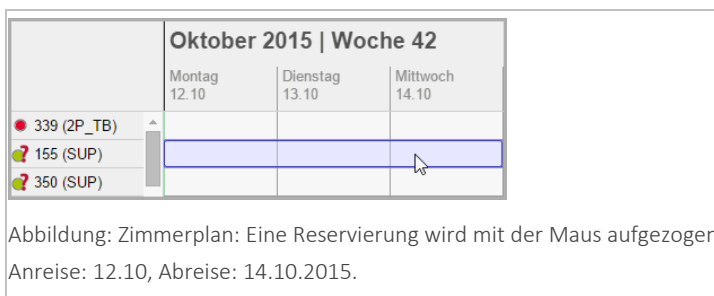 Oktober 2015 | Woche 42
Montag Dienstag Mittwoch
12.10 13.10 14.10
339 (2P_TB)
155 (SUP)
350 (SUP)
Abbildung: Zimmerplan: Eine Reservierung wird mit der Maus
Anreise: 12.10, Abreise: 14.10.2015.